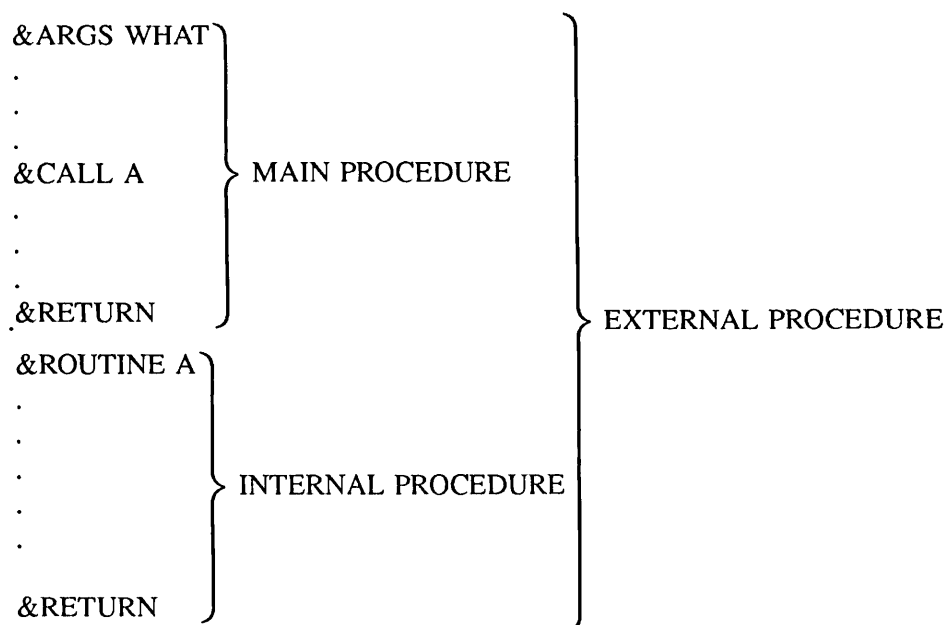 &ARGS WHAT
.
.
.
&CALL A
MAIN PROCEDURE
.
.
.
&RETURN
EXTERNAL PROCEDURE
&ROUTINE A
.
.
.
INTERNAL PROCEDURE
.
.
&RETURN